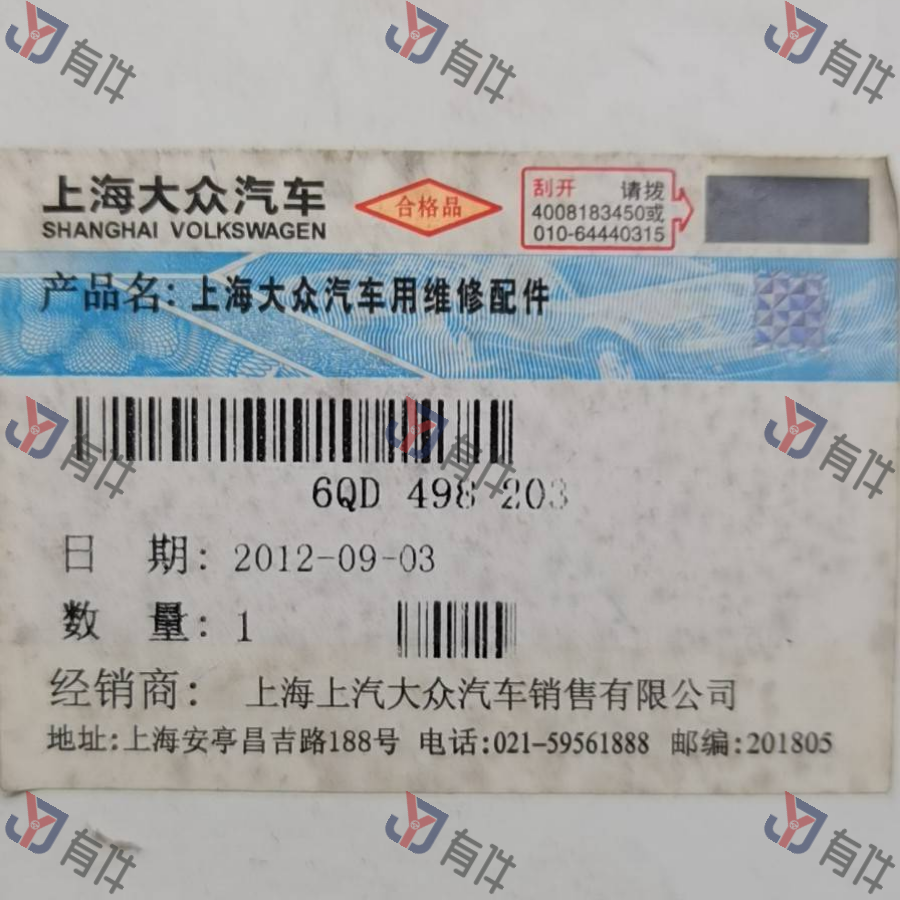 有件 有件 有件
上海大众汽车
SHANGHAI VOLKSWAGEN
合格品
刮开 请拨
4008183450或
010-64440315
产品名：上海大众汽车用维修配件
有件 有件 有件
6QD 498 203
日 期：2012-09-03
数 量：1
经销商： 上海上汽大众汽车销售有限公司
地址：上海安亭昌吉路188号 电话：021-59561888 邮编：201805
有件 有件 有件